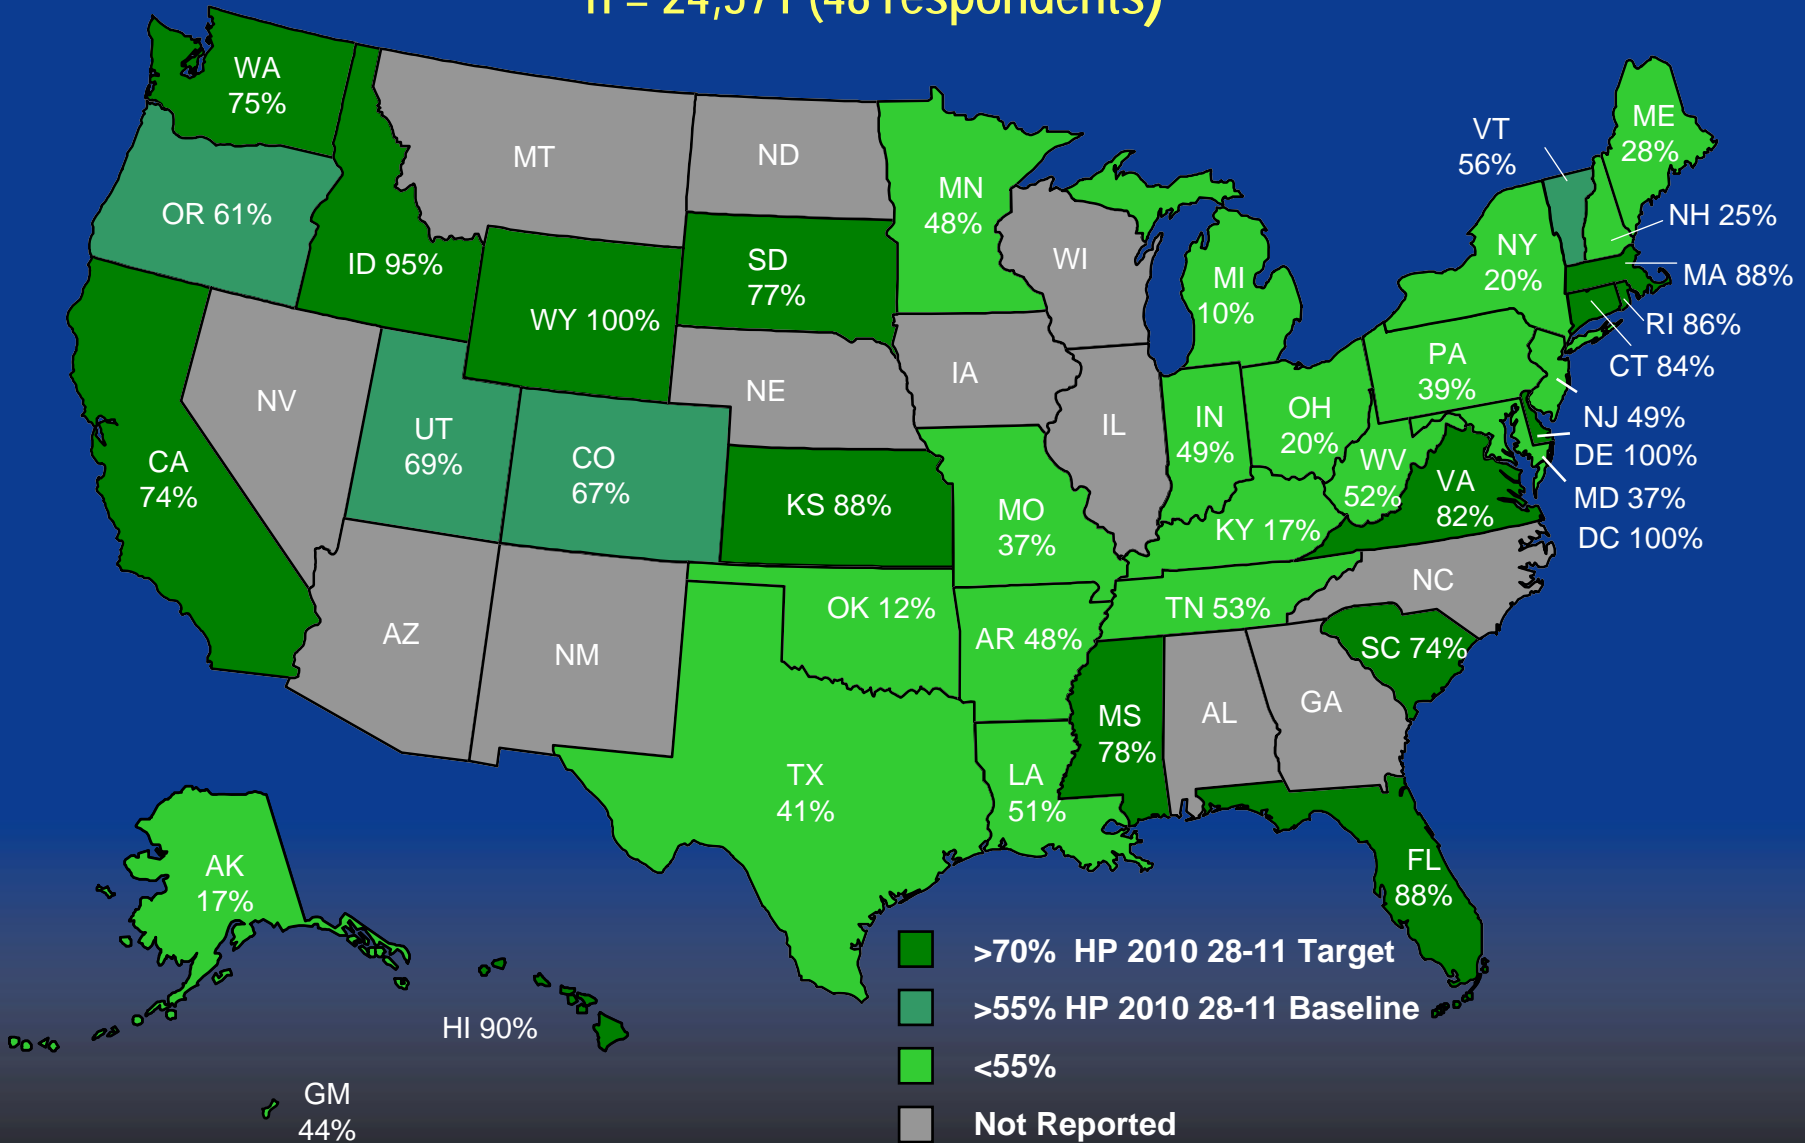 (48 respondents)
WA
75%
MT
ND
MN
48%
ME
28%
VT
56%
OR 61%
ID 95%
SD
77%
WI
MI
10%
NY
20%
NH 25%
MA 88%
WY 100%
RI 86%
CT 84%
NV
UT
69%
CO
67%
NE
IA
IL
IN
49%
OH
20%
PA
39%
NJ 49%
DE 100%
MD 37%
DC 100%
CA
74%
KS 88%
MO
37%
WV
52%
VA
82%
KY 17%
AZ
NM
OK 12%
AR 48%
TN 53%
NC
SC 74%
TX
41%
LA
51%
MS
78%
AL
GA
FL
88%
AK
17%
HI 90%
GM
44%
>70%  HP 2010 28-11 Target
>55% HP 2010 28-11 Baseline
<55%
Not Reported